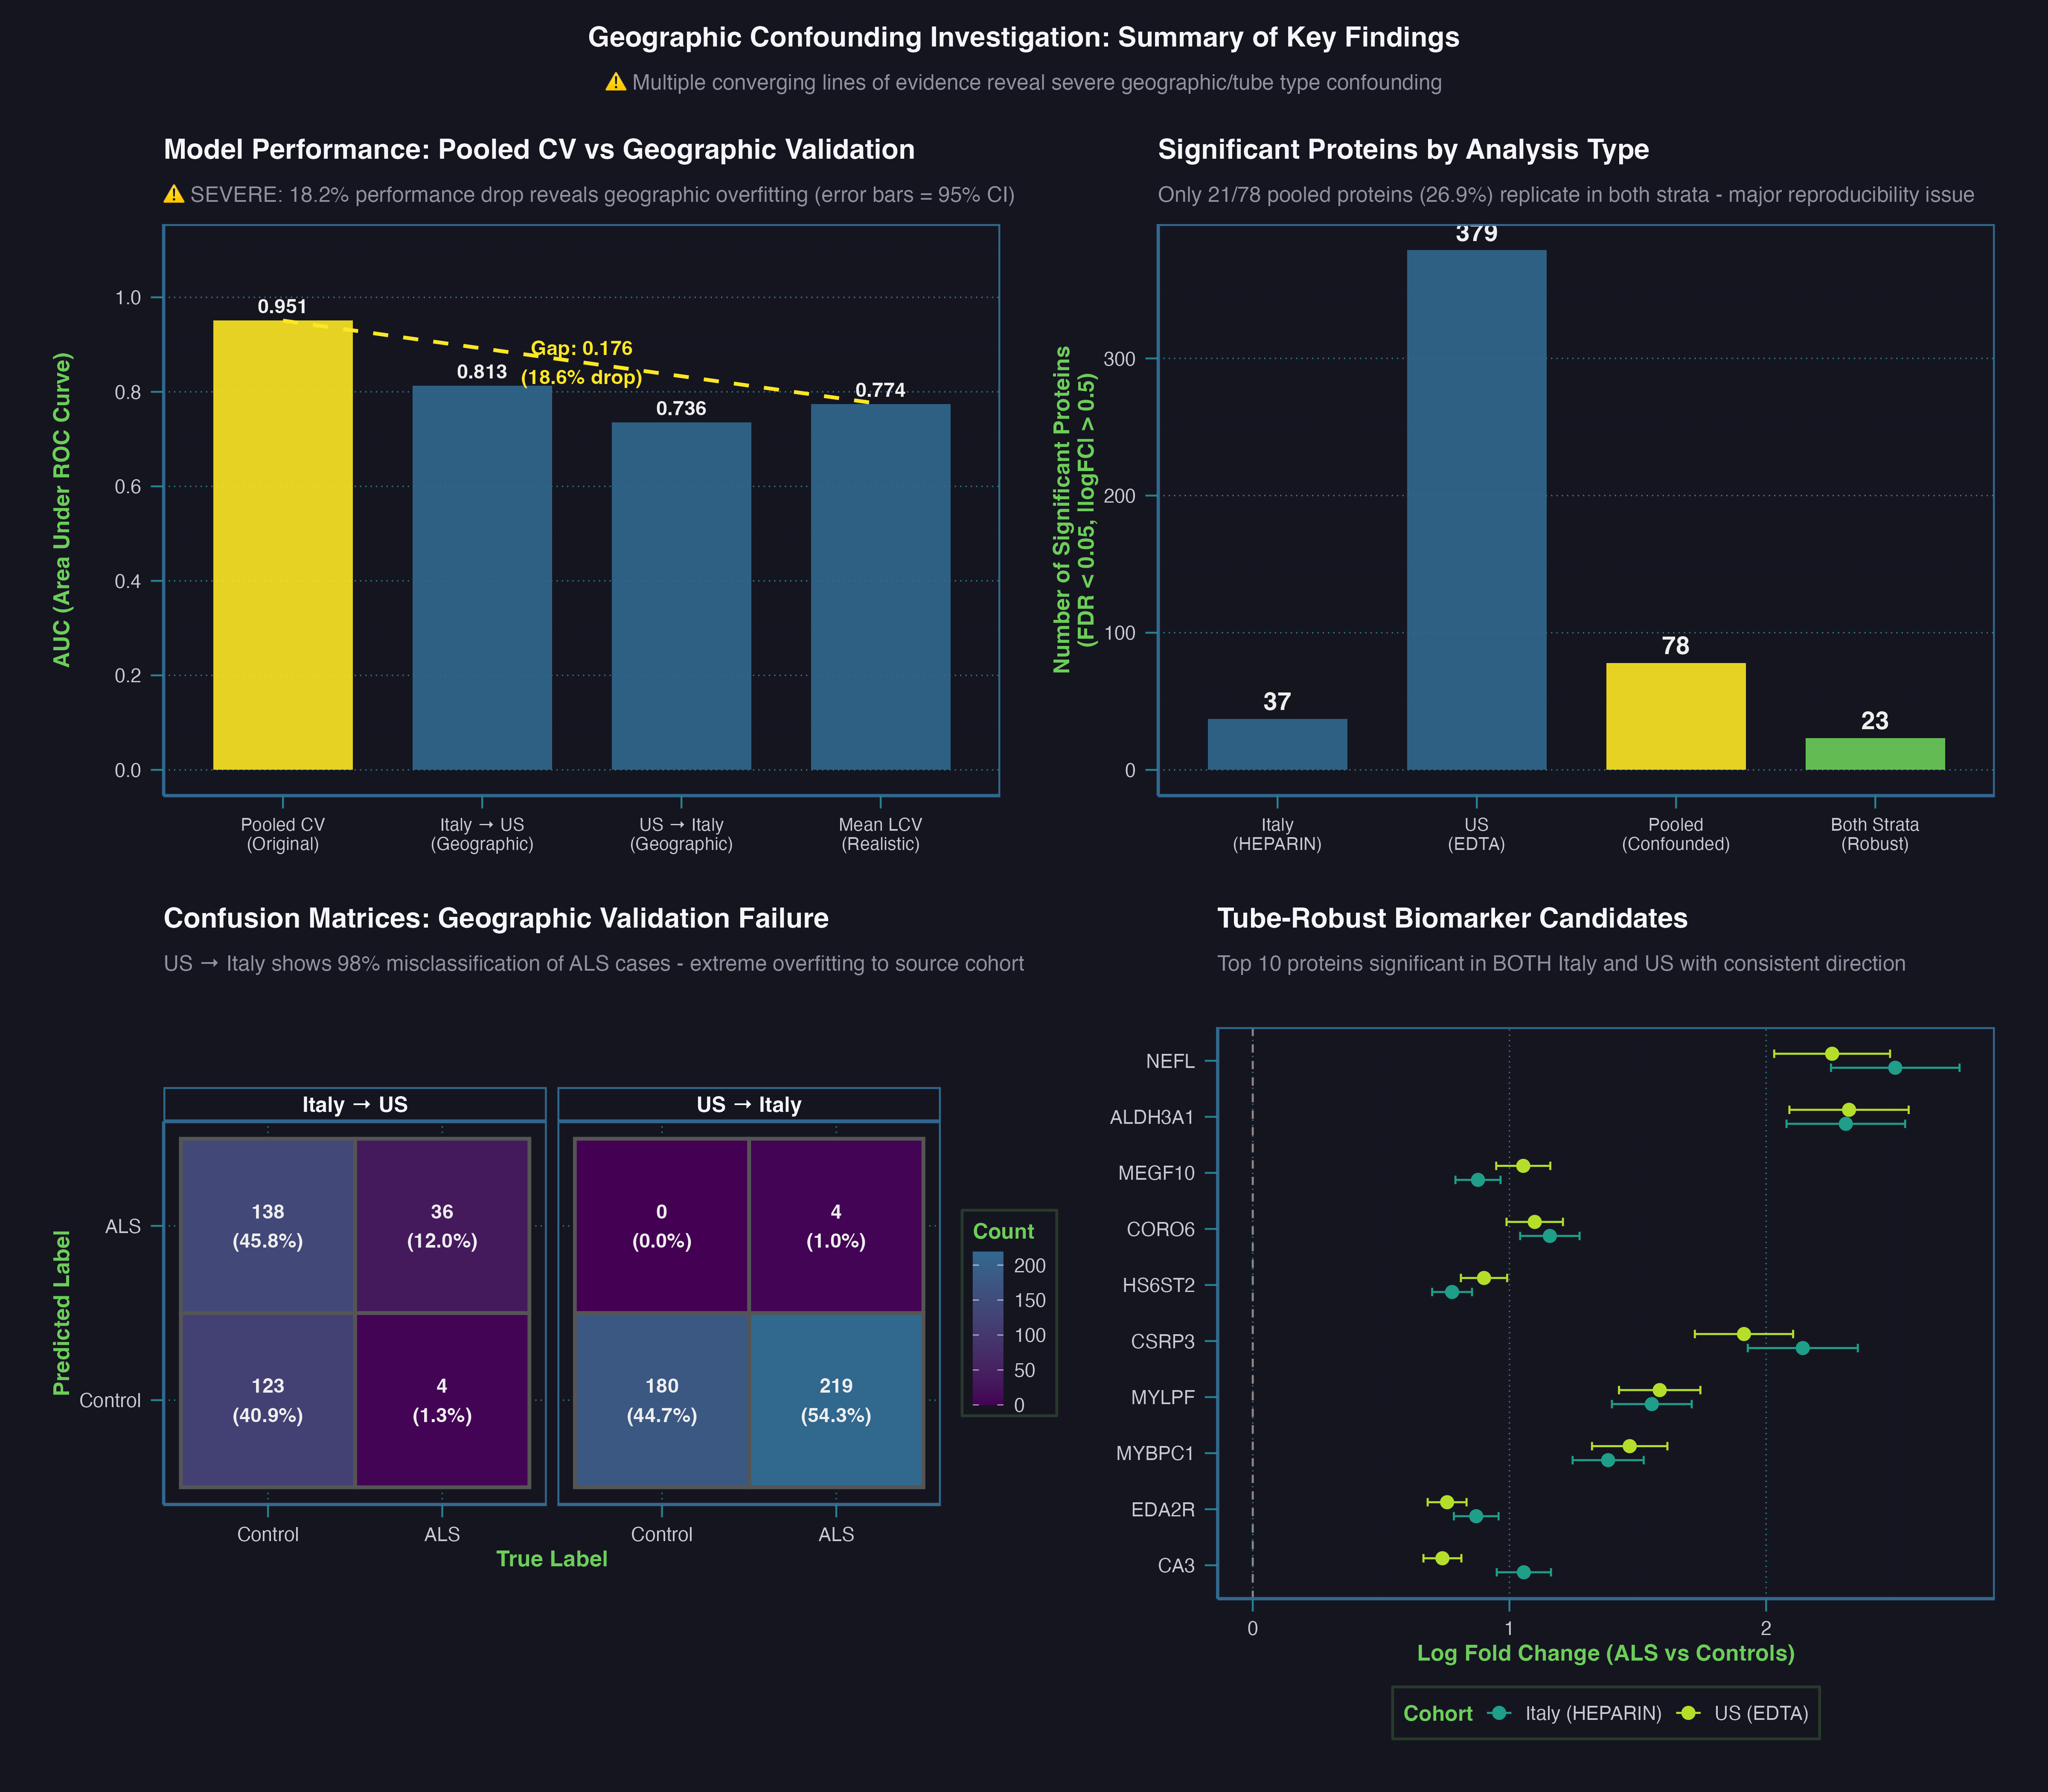 Geographic Confounding Investigation: Summary of Key Findings
⚠ Multiple converging lines of evidence reveal severe geographic/tube type confounding
Model Performance: Pooled CV vs Geographic Validation
⚠ SEVERE: 18.2% performance drop reveals geographic overfitting (error bars = 95% CI)
AUC (Area Under ROC Curve)
1.0
0.8
0.6
0.4
0.2
0.0
0.951
0.813
0.736
0.774
Gap: 0.176
(18.6% drop)
Pooled CV
(Original)
Italy → US
(Geographic)
US → Italy
(Geographic)
Mean LCV
(Realistic)
Significant Proteins by Analysis Type
Only 21/78 pooled proteins (26.9%) replicate in both strata - major reproducibility issue
Number of Significant Proteins
(FDR < 0.05, |logFC| > 0.5)
300
200
100
0
37
379
78
23
Italy
(HEPARIN)
US
(EDTA)
Pooled
(Confounded)
Both Strata
(Robust)
Confusion Matrices: Geographic Validation Failure
US → Italy shows 98% misclassification of ALS cases - extreme overfitting to source cohort
Predicted Label
ALS
Control
Italy → US
138
(45.8%)
36
(12.0%)
123
(40.9%)
4
(1.3%)
US → Italy
0
(0.0%)
4
(1.0%)
180
(44.7%)
219
(54.3%)
Control
ALS
Control
ALS
True Label
Count
200
150
100
50
0
Tube-Robust Biomarker Candidates
Top 10 proteins significant in BOTH Italy and US with consistent direction
NEFL
ALDH3A1
MEGF10
CORO6
HS6ST2
CSRP3
MYLPF
MYBPC1
EDA2R
CA3
0
1
2
Log Fold Change (ALS vs Controls)
Cohort
Italy (HEPARIN)
US (EDTA)